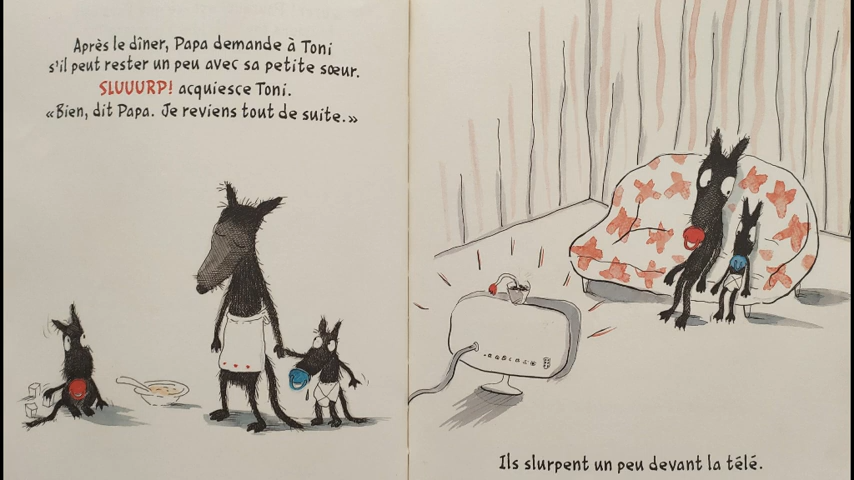 Après le dîner, Papa demande à Toni
s'il peut rester un peu avec sa petite sœur.
SLUUURP! acquiesce Toni.
«Bien, dit Papa. Je reviens tout de suite.»
Ils slurpent un peu devant la télé.